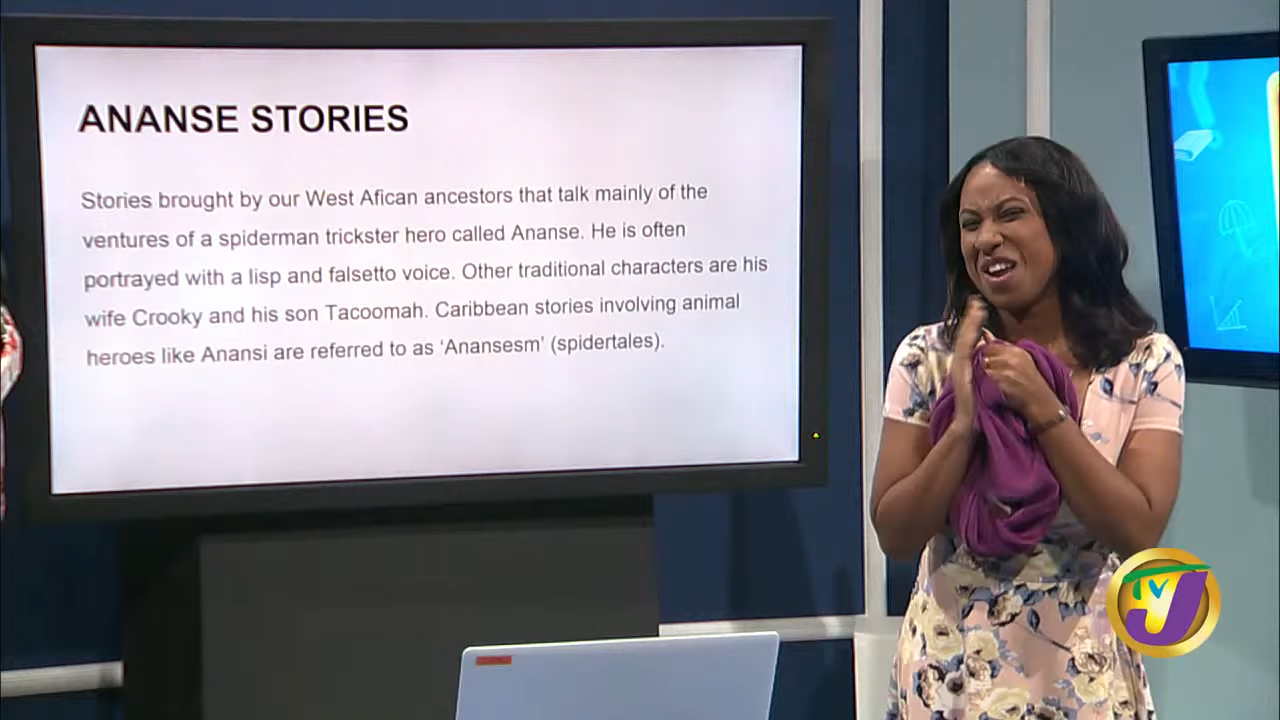 ANANSE STORIES
Stories brought by our West Afican ancestors that talk mainly of the
ventures of a spiderman trickster hero called Ananse. He is often
portrayed with a lisp and falsetto voice. Other traditional characters are his
wife Crooky and his son Tacoomah. Caribbean stories involving animal
heroes like Anansi are referred to as ‘Anansesm’ (spidertales).
TVJ